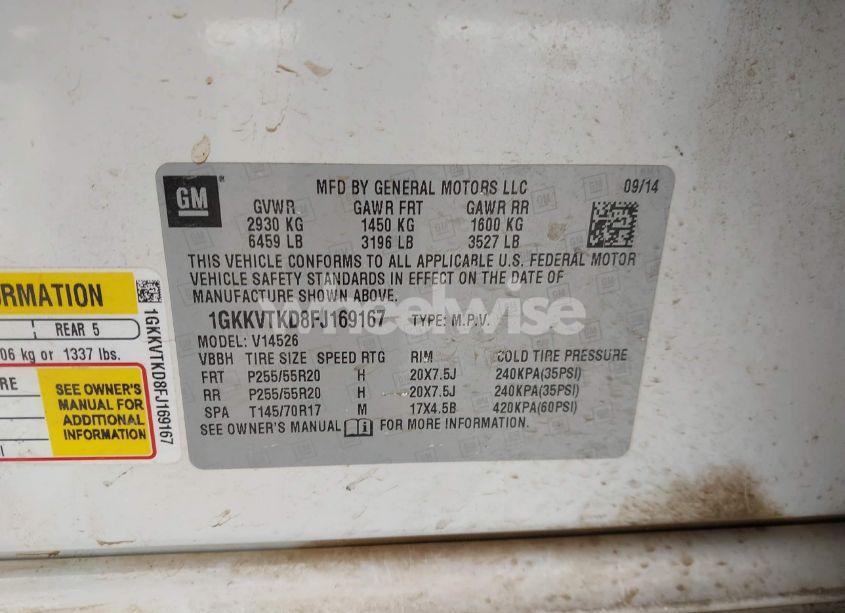 GM
MFD BY GENERAL MOTORS LLC 09/14
GVWR GAWR FRT GAWR RR
2930 KG 1450 KG 1600 KG
6459 LB 3196 LB 3527 LB
THIS VEHICLE CONFORMS TO ALL APPLICABLE U.S. FEDERAL MOTOR
VEHICLE SAFETY STANDARDS IN EFFECT ON THE DATE OF
MANUFACTURE SHOWN ABOVE.
1GKKVTKD8FJ169167 TYPE: M.P.V.
MODEL: V14526
VBBH TIRE SIZE SPEED RTG RIM COLD TIRE PRESSURE
FRT P255/55R20 H 20X7.5J 240KPA(35PSI)
RR P255/55R20 H 20X7.5J 240KPA(35PSI)
SPA T145/70R17 M 17X4.5B 420KPA(60PSI)
SEE OWNER'S MANUAL FOR MORE INFORMATION.
wheelwise
REAR 5
kg or 1337 lbs.
SEE OWNER'S
MANUAL FOR
ADDITIONAL
INFORMATION
1GKKVTKD8FJ169167